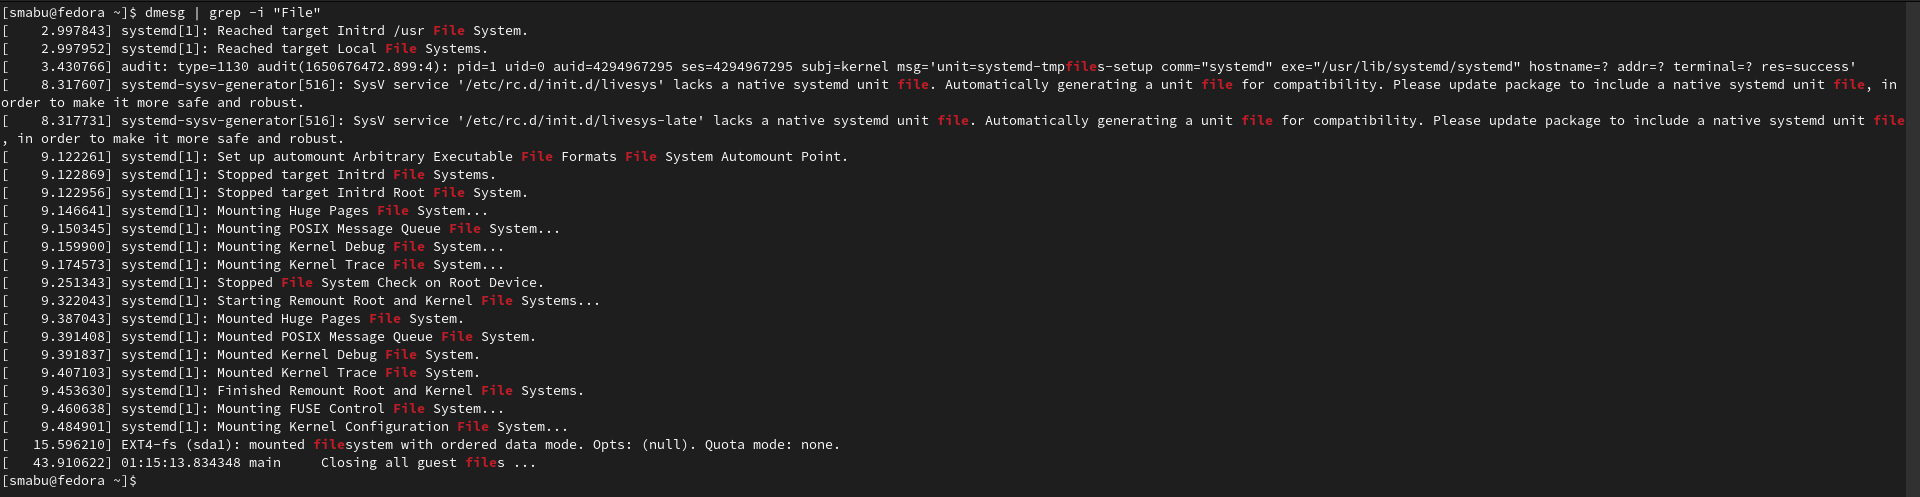 [smabu@fedora ~]$ dmesg | grep -i "File"
[    2.997843] systemd[1]: Reached target Initrd /usr File System.
[    2.997952] systemd[1]: Reached target Local File Systems.
[    3.430766] audit: type=1130 audit(1650676472.899:4): pid=1 uid=0 auid=4294967295 ses=4294967295 subj=kernel msg='unit=systemd-tmpfiles-setup comm="systemd" exe="/usr/lib/systemd/systemd" hostname=? addr=? terminal=? res=success'
[    8.317607] systemd-sysv-generator[516]: SysV service '/etc/rc.d/init.d/livesys' lacks a native systemd unit file. Automatically generating a unit file for compatibility. Please update package to include a native systemd unit file, in
order to make it more safe and robust.
[    8.317731] systemd-sysv-generator[516]: SysV service '/etc/rc.d/init.d/livesys-late' lacks a native systemd unit file. Automatically generating a unit file for compatibility. Please update package to include a native systemd unit file
, in order to make it more safe and robust.
[    9.122261] systemd[1]: Set up automount Arbitrary Executable File Formats File System Automount Point.
[    9.122869] systemd[1]: Stopped target Initrd File Systems.
[    9.122956] systemd[1]: Stopped target Initrd Root File System.
[    9.146641] systemd[1]: Mounting Huge Pages File System...
[    9.150345] systemd[1]: Mounting POSIX Message Queue File System...
[    9.159900] systemd[1]: Mounting Kernel Debug File System...
[    9.174573] systemd[1]: Mounting Kernel Trace File System...
[    9.251343] systemd[1]: Stopped File System Check on Root Device.
[    9.322043] systemd[1]: Starting Remount Root and Kernel File Systems...
[    9.387043] systemd[1]: Mounted Huge Pages File System.
[    9.391408] systemd[1]: Mounted POSIX Message Queue File System.
[    9.391837] systemd[1]: Mounted Kernel Debug File System.
[    9.407103] systemd[1]: Mounted Kernel Trace File System.
[    9.453630] systemd[1]: Finished Remount Root and Kernel File Systems.
[    9.460638] systemd[1]: Mounting FUSE Control File System...
[    9.484901] systemd[1]: Mounting Kernel Configuration File System...
[   15.596210] EXT4-fs (sda1): mounted filesystem with ordered data mode. Opts: (null). Quota mode: none.
[   43.910622] 01:15:13.834348 main     Closing all guest files ...
[smabu@fedora ~]$